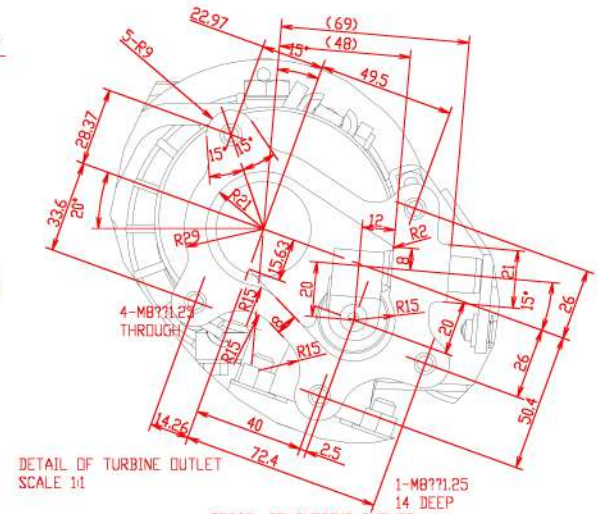 22.97
(69)
(48)
15°
49.5
5-R9
28.37
15°
15°
33.6
20°
R29
12
R2
15.63
8
21
20
15°
26
R15
R15
8
R15
R15
20
26
50.4
4-M8??1.25
THROUGH
14.26
40
2.5
72.4
DETAIL OF TURBINE OUTLET
SCALE 1:1
1-M8??1.25
14 DEEP